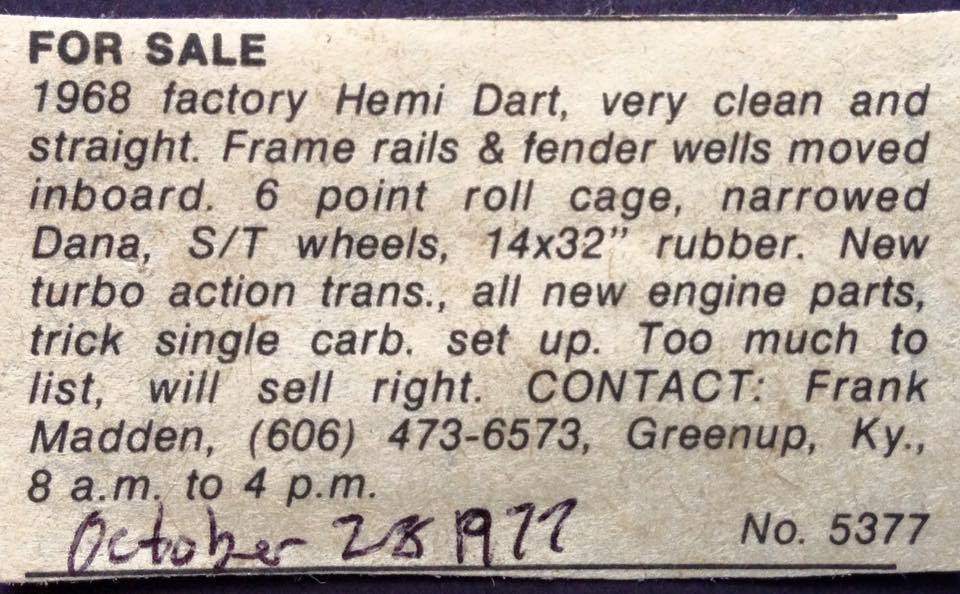 FOR SALE
1968 factory Hemi Dart, very clean and
straight. Frame rails & fender wells moved
inboard. 6 point roll cage, narrowed
Dana, S/T wheels, 14x32” rubber. New
turbo action trans., all new engine parts,
trick single carb. set up. Too much to
list, will sell right. CONTACT: Frank
Madden, (606) 473-6573, Greenup, Ky.,
8 a.m. to 4 p.m.
October 28 1977
No. 5377